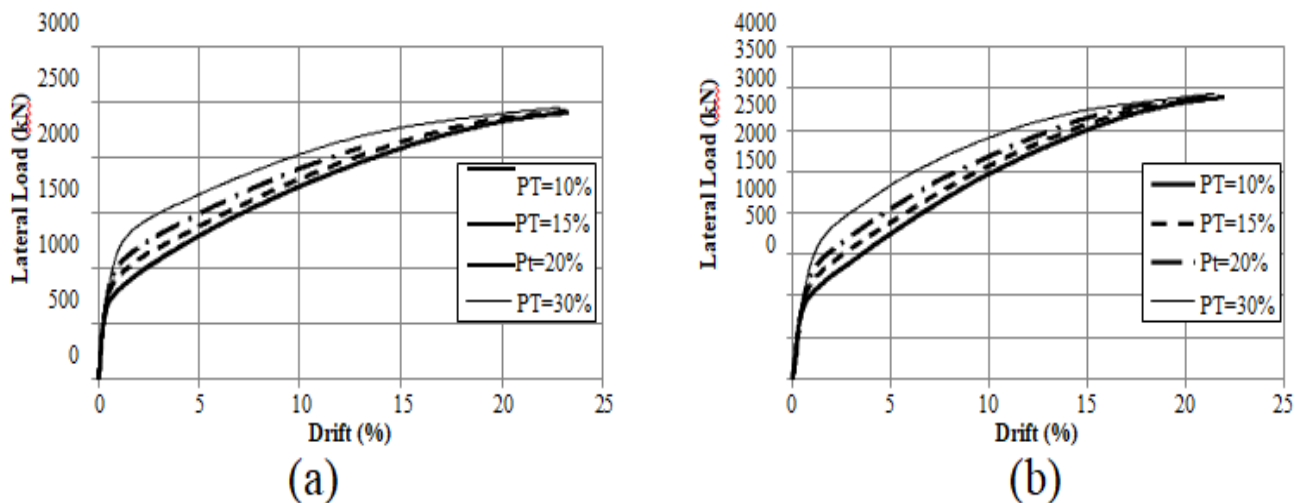 3000
2500
2000
1500
1000
500
0
Lateral Load (kN)
PT=10%
PT=15%
Pt=20%
PT=30%
0 5 10 15 20 25
Drift (%)
(a)
4000
3500
3000
2500
2000
1500
1000
500
0
Lateral Load (kN)
PT=10%
PT=15%
Pt=20%
PT=30%
0 5 10 15 20 25
Drift (%)
(b)